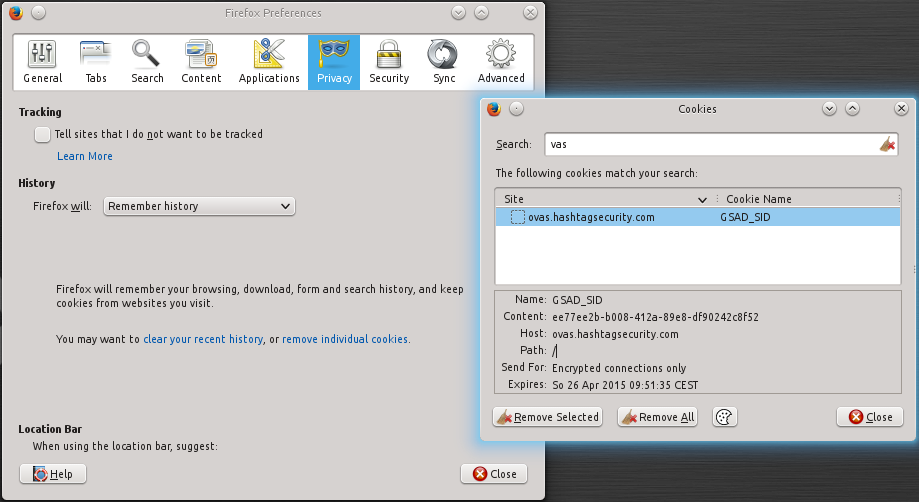 Firefox Preferences
General
Tabs
Search
Content
Applications
Privacy
Security
Sync
Advanced
Tracking
Tell sites that I do not want to be tracked
Learn More
History
Firefox will: Remember history
Firefox will remember your browsing, download, form and search history, and keep
cookies from websites you visit.
You may want to clear your recent history, or remove individual cookies.
Location Bar
When using the location bar, suggest:
Help
Close
Cookies
Search: vas
The following cookies match your search:
Site Cookie Name
ovas.hashtagsecurity.com GSAD_SID
Name: GSAD_SID
Content: ee77ee2b-b008-412a-89e8-df90242c8f52
Host: ovas.hashtagsecurity.com
Path: /
Send For: Encrypted connections only
Expires: So 26 Apr 2015 09:51:35 CEST
Remove Selected
Remove All
Close